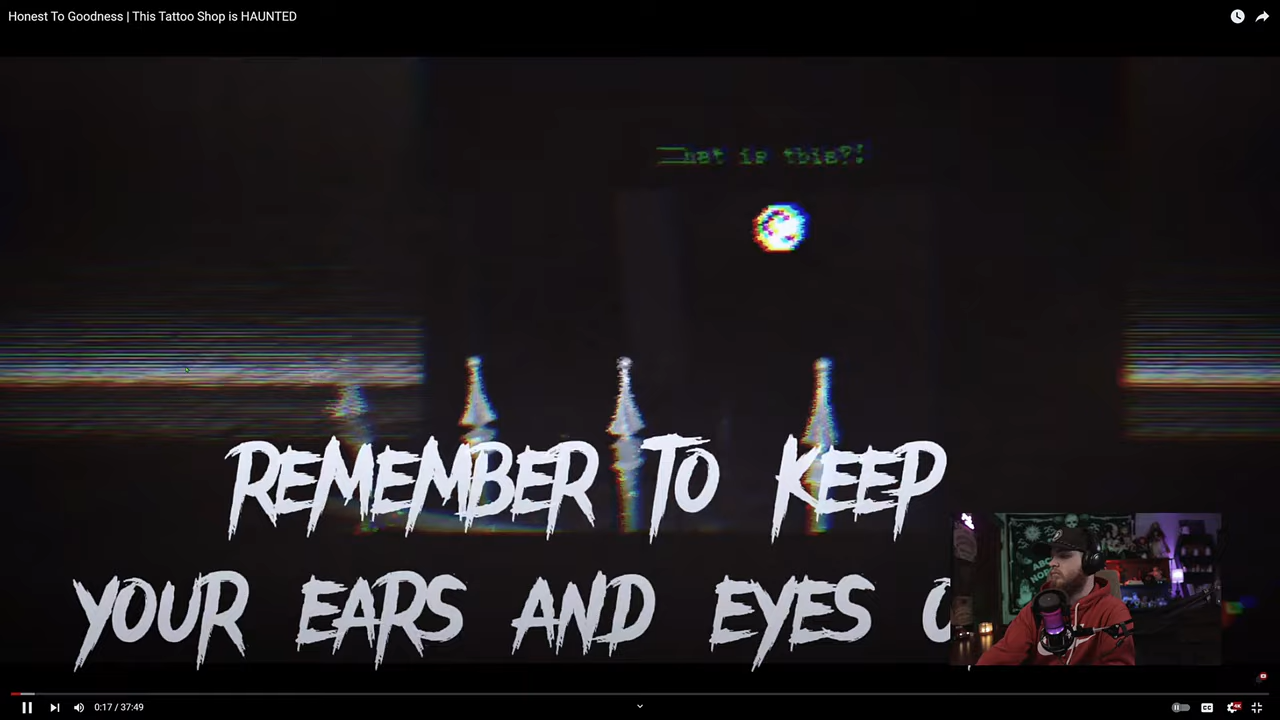 Honest To Goodness | This Tattoo Shop is HAUNTED
hat is this?!
REMEMBER TO KEEP
YOUR EARS AND EYES
0:17 / 37:49